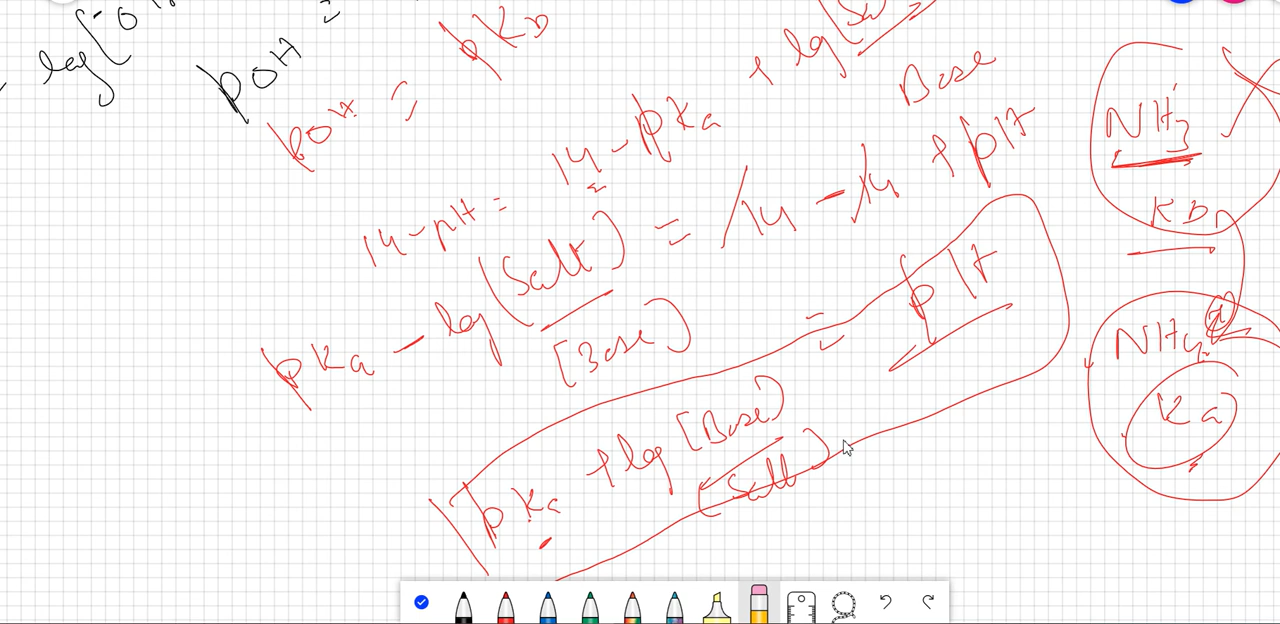 log[
pOH =
pOH = pKb + log[Salt]
Base
14 - pH = 14 - pKa
pKa - log[Salt] = 14 - 14 + pH
[Base]
= pH
pKa + log[Base]
[Salt]
NH3
Kb
NH4+
Ka